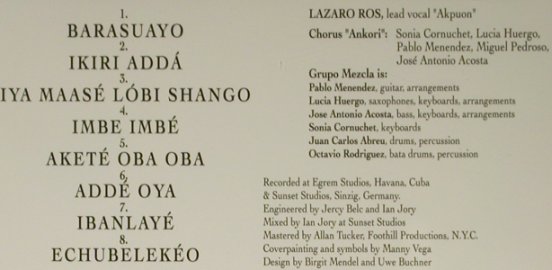 1.
BARASUAYO
2.
IKIRI ADDÁ
3.
IYA MAASÉ LÓBI SHANGO
4.
IMBE IMBÉ
5.
AKETÉ OBA OBA
6.
ADDÉ OYA
7.
IBANLAYÉ
8.
ECHUBELEKÉO
LAZARO ROS, lead vocal "Akpuon"
Chorus "Ankori": Sonia Cornuchet, Lucia Huergo,
Pablo Menendez, Miguel Pedroso,
José Antonio Acosta
Grupo Mezcla is:
Pablo Menendez, guitar, arrangements
Lucia Huergo, saxophones, keyboards, arrangements
Jose Antonio Acosta, bass, keyboards, arrangements
Sonia Cornuchet, keyboards
Juan Carlos Abreu, drums, percussion
Octavio Rodriguez, bata drums, percussion
Recorded at Egrem Studios, Havana, Cuba
& Sunset Studios, Sinzig, Germany.
Engineered by Jercy Belc and Ian Jory
Mixed by Ian Jory at Sunset Studios
Mastered by Allan Tucker, Foothill Productions, N.Y.C.
Coverpainting and symbols by Manny Vega
Design by Birgit Mendel and Uwe Buchner